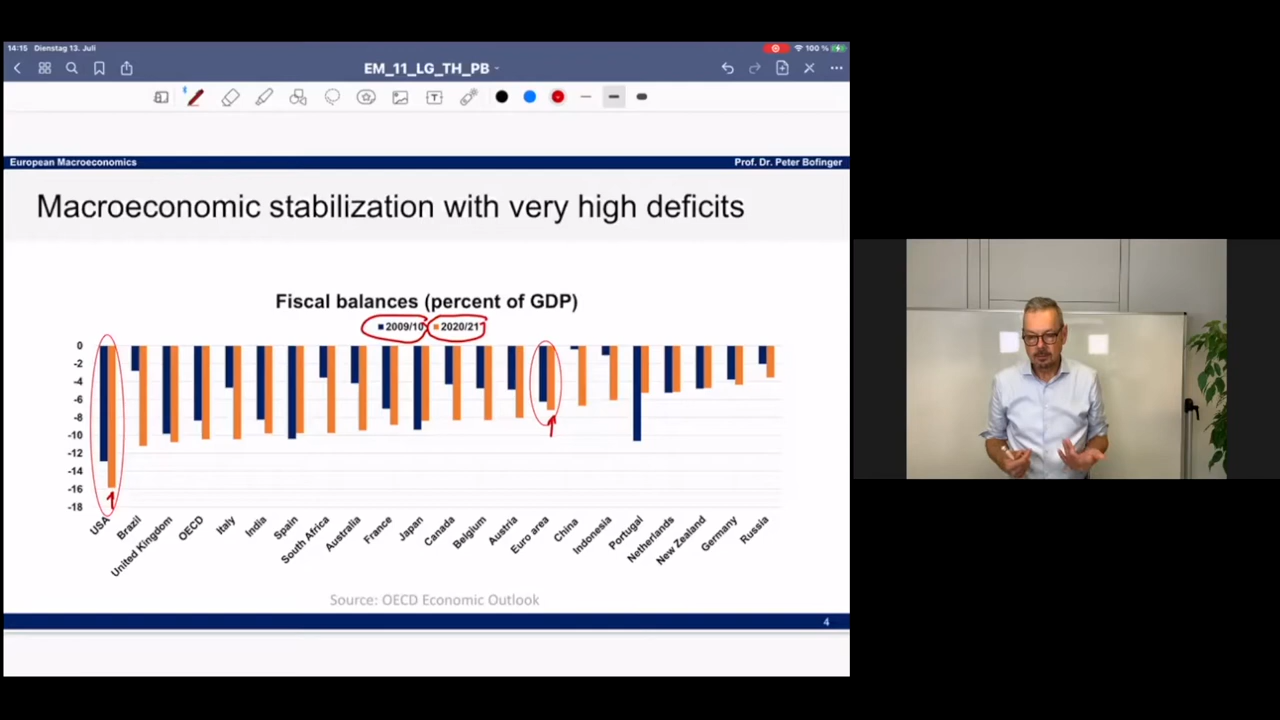 14:15 Dienstag 13. Juli
100 %
EM_11_LG_TH_PB
European Macroeconomics
Prof. Dr. Peter Bofinger
Macroeconomic stabilization with very high deficits
Fiscal balances (percent of GDP)
2009/10 2020/21
0
-2
-4
-6
-8
-10
-12
-14
-16
-18
USA
Brazil
United Kingdom
OECD
Italy
India
Spain
South Africa
Australia
France
Japan
Canada
Belgium
Austria
Euro area
China
Indonesia
Portugal
Netherlands
New Zealand
Germany
Russia
Source: OECD Economic Outlook
4